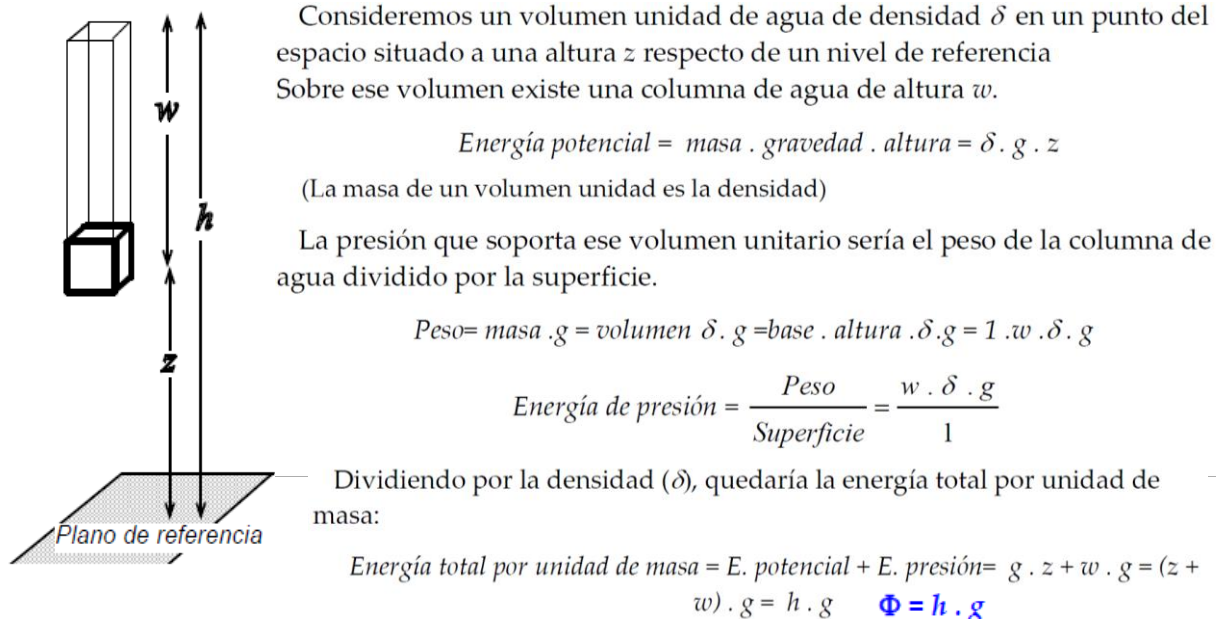 Consideremos un volumen unidad de agua de densidad δ en un punto del
espacio situado a una altura z respecto de un nivel de referencia
Sobre ese volumen existe una columna de agua de altura w.
w
Energía potencial = masa . gravedad . altura = δ . g . z
(La masa de un volumen unidad es la densidad)
h
La presión que soporta ese volumen unitario sería el peso de la columna de
agua dividido por la superficie.
Peso= masa .g = volumen δ. g =base . altura .δ.g = 1 .w .δ. g
z
Energía de presión = Peso / Superficie = w . δ . g / 1
Dividiendo por la densidad (δ), quedaría la energía total por unidad de
masa:
Plano de referencia
Energía total por unidad de masa = E. potencial + E. presión= g . z + w . g = (z +
w) . g = h . g Φ = h . g